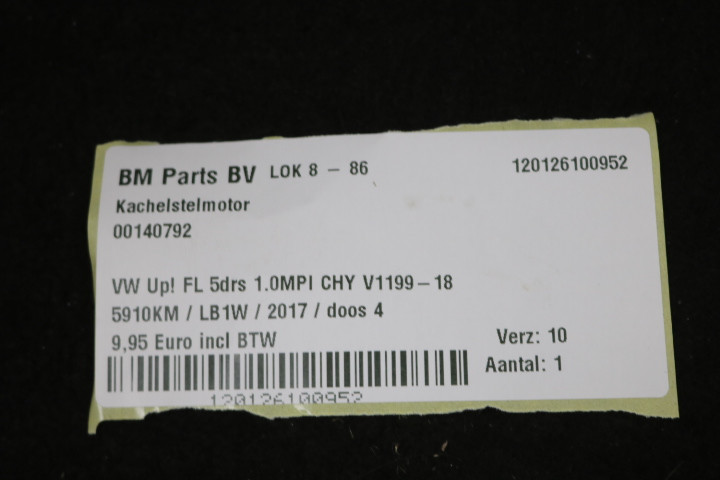 BM Parts BV LOK 8 – 86 120126100952
Kachelstelmotor
00140792
VW Up! FL 5drs 1.0MPI CHY V1199–18
5910KM / LB1W / 2017 / doos 4
9,95 Euro incl BTW Verz: 10
Aantal: 1
120126100952